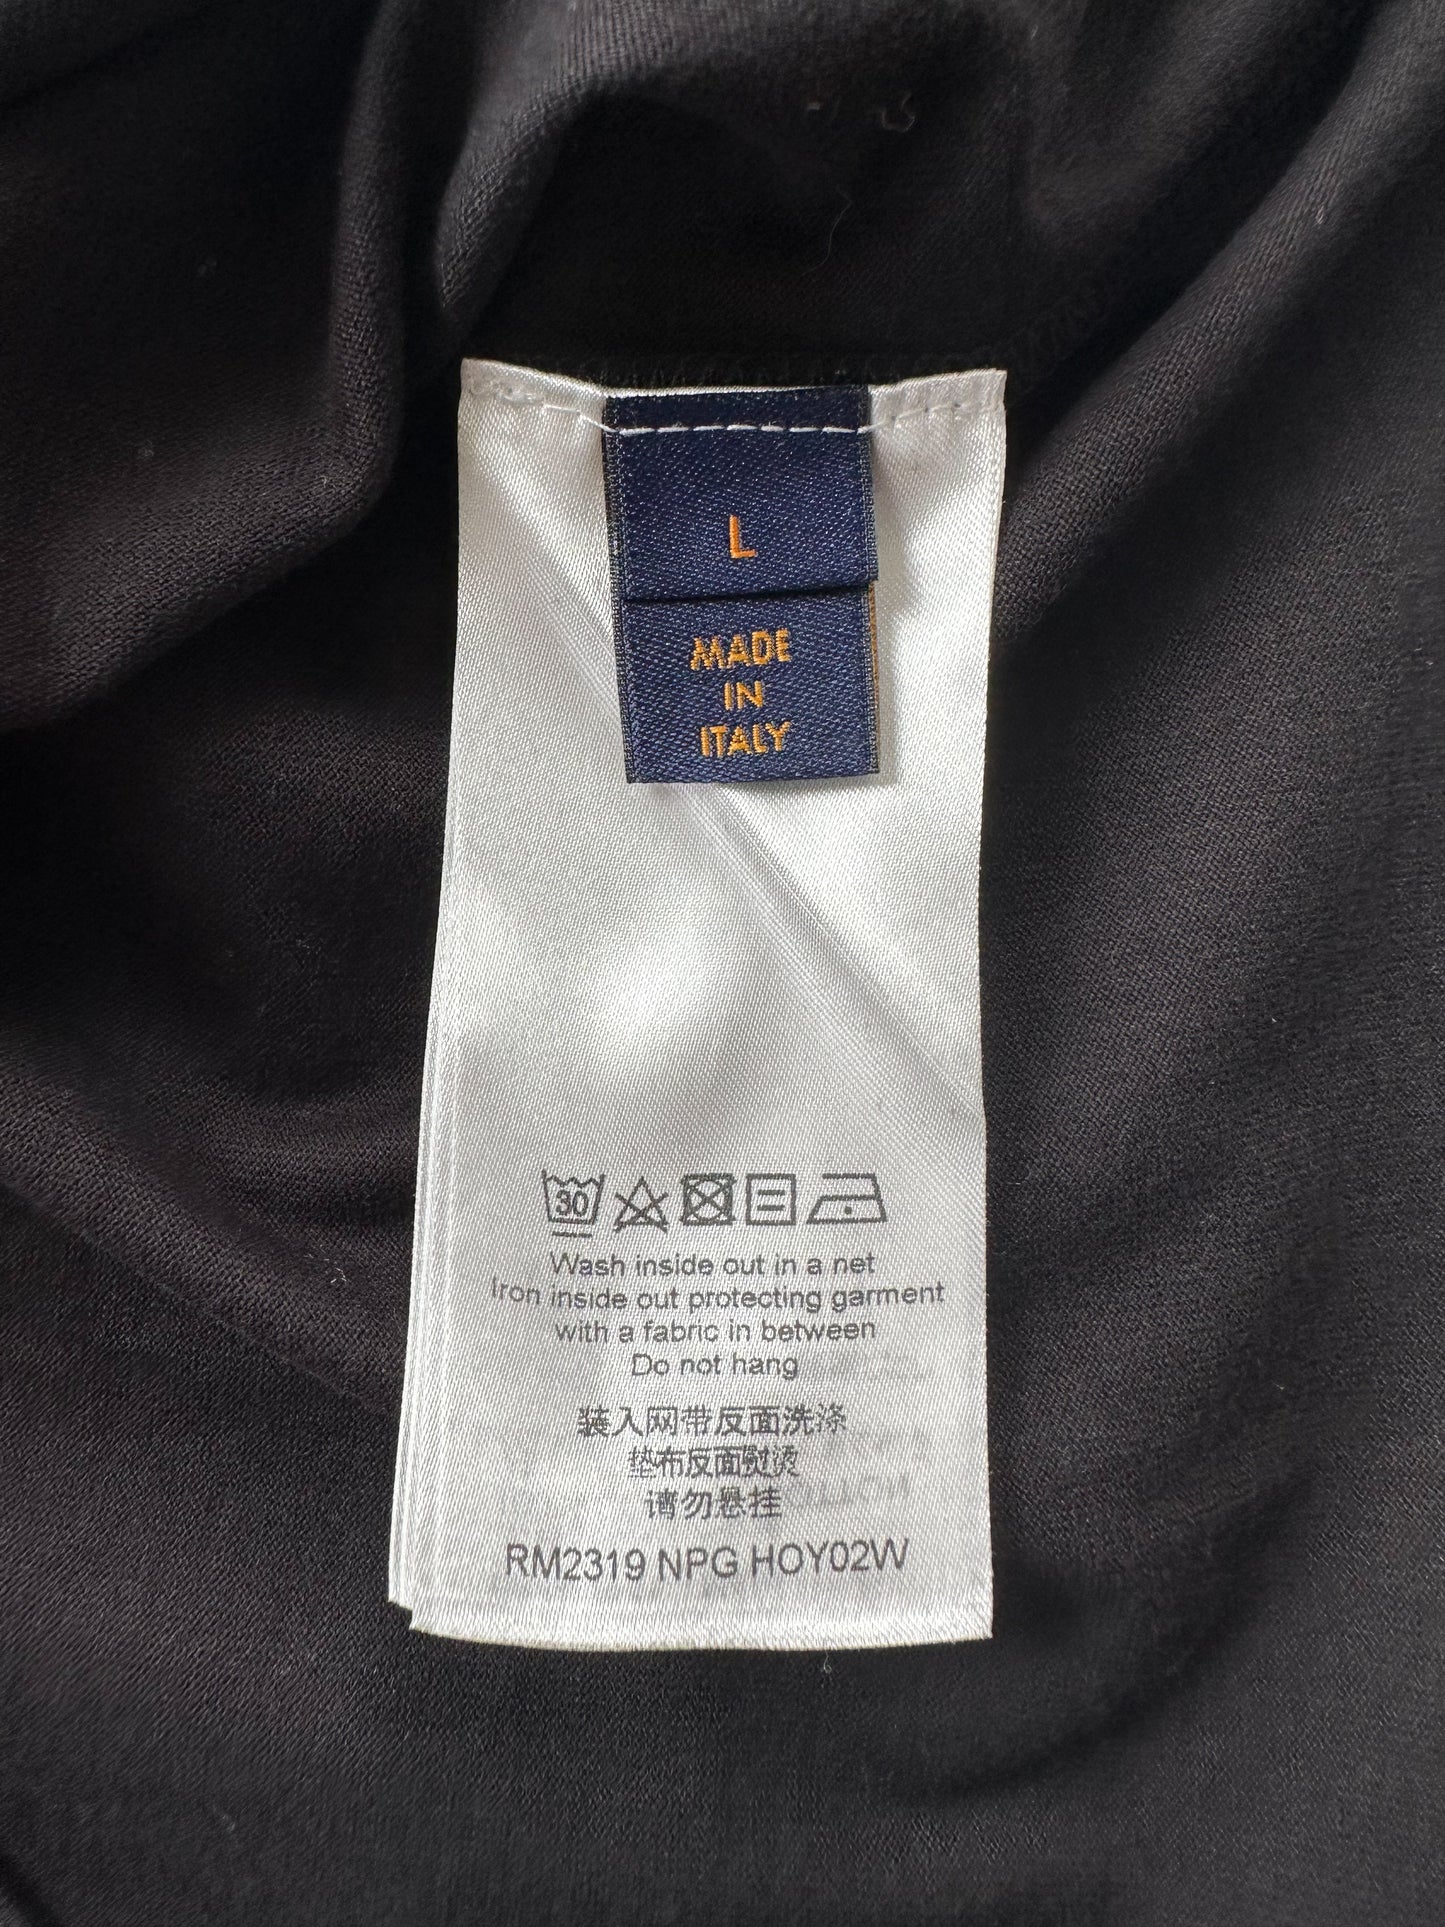 L
MADE
IN
ITALY
30
Wash inside out in a net
Iron inside out protecting garment
with a fabric in between
Do not hang
装入网带反面洗涤
垫布反面熨烫
请勿悬挂
RM2319 NPG HOY02W